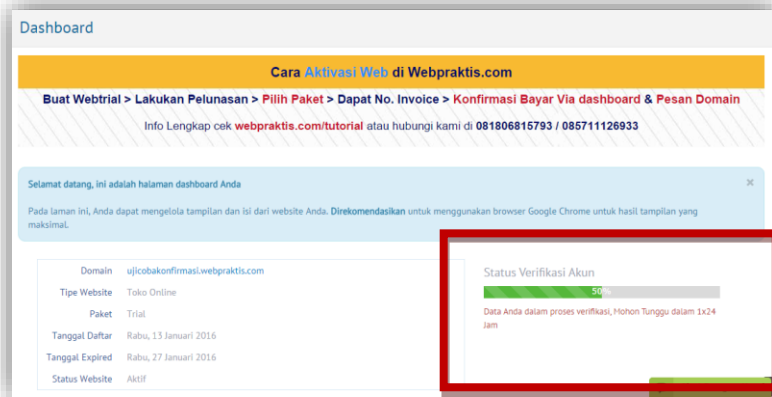 Dashboard
Cara Aktivasi Web di Webpraktis.com
Buat Webtrial > Lakukan Pelunasan > Pilih Paket > Dapat No. Invoice > Konfirmasi Bayar Via dashboard & Pesan Domain
Info Lengkap cek webpraktis.com/tutorial atau hubungi kami di 081806815793 / 085711126933
Selamat datang, ini adalah halaman dashboard Anda
×
Pada laman ini, Anda dapat mengelola tampilan dan isi dari website Anda. Direkomendasikan untuk menggunakan browser Google Chrome untuk hasil tampilan yang
maksimal.
Domain ujicobakonfirmasi.webpraktis.com
Tipe Website Toko Online
Paket Trial
Tanggal Daftar Rabu, 13 Januari 2016
Tanggal Expired Rabu, 27 Januari 2016
Status Website Aktif
Status Verifikasi Akun
50%
Data Anda dalam proses verifikasi, Mohon Tunggu dalam 1x24
Jam